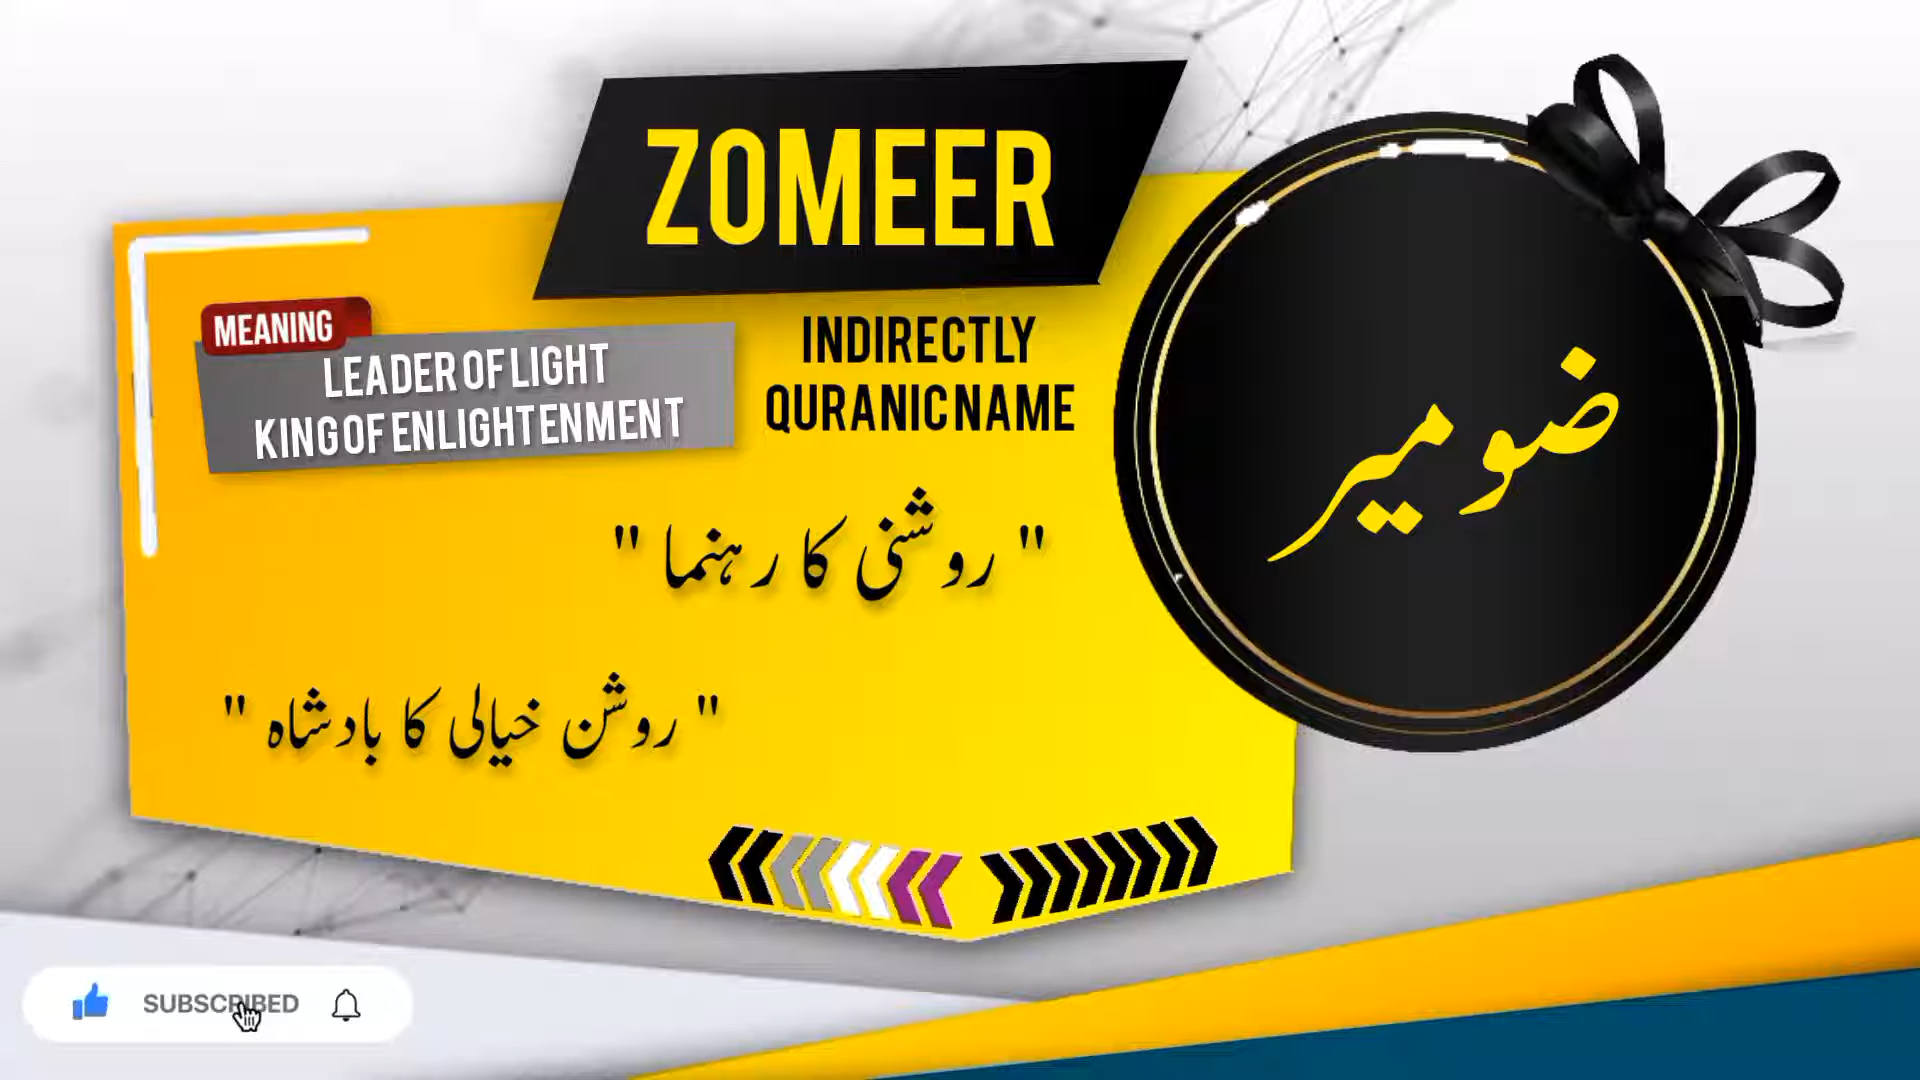 ZOMEER
MEANING
LEADER OF LIGHT
KING OF ENLIGHTENMENT
INDIRECTLY
QURANIC NAME
ضومیر
" روشنی کا رہنما "
" روشن خیالی کا بادشاہ "
SUBSCRIBED